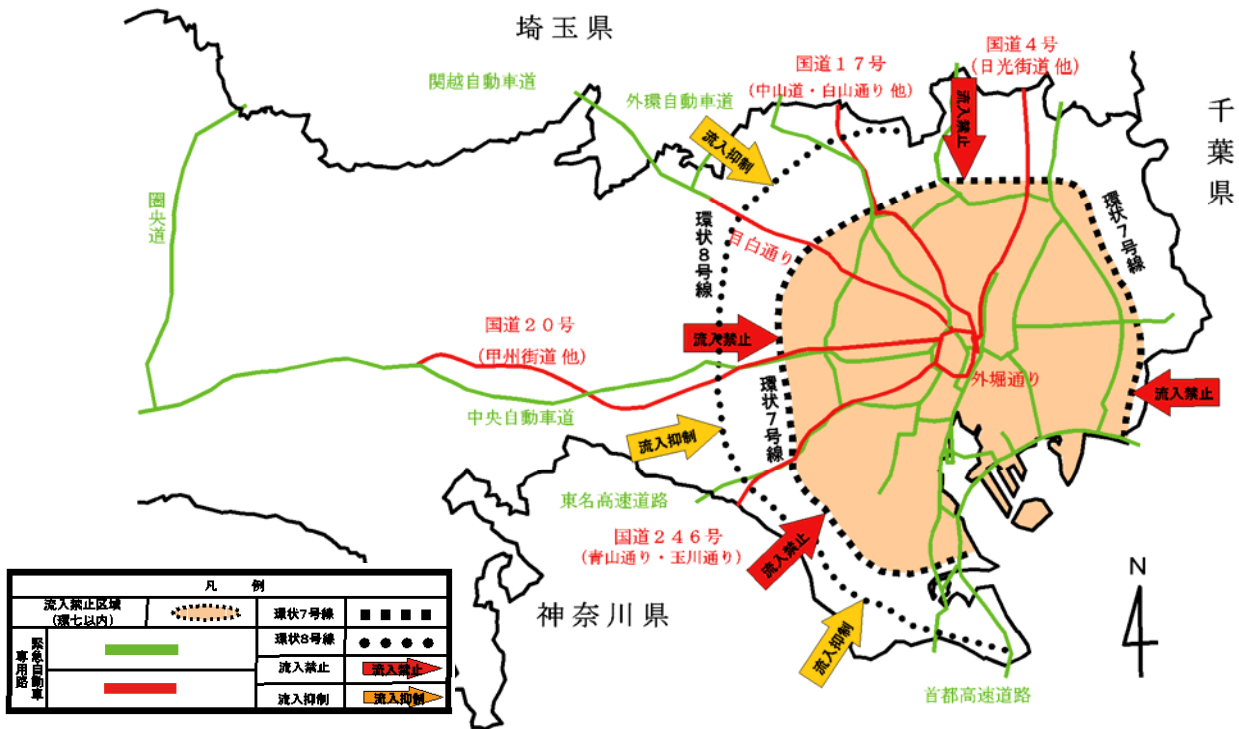 埼玉県
国道4号
(日光街道 他)
国道17号
(中山道・白山通り 他)
関越自動車道
外環自動車道
千葉県
流入禁止
流入抑制
圏央道
環状7号線
環状8号線
目白通り
国道20号
(甲州街道 他)
流入禁止
外堀通り
流入禁止
環状7号線
中央自動車道
流入抑制
東名高速道路
国道246号
(青山通り・玉川通り)
流入禁止
N
神奈川県
流入抑制
首都高速道路
凡 例
流入禁止区域
(環七以内)
環状7号線
環状8号線
緊急自動車
専用路
流入禁止
流入禁止
流入抑制
流入抑制